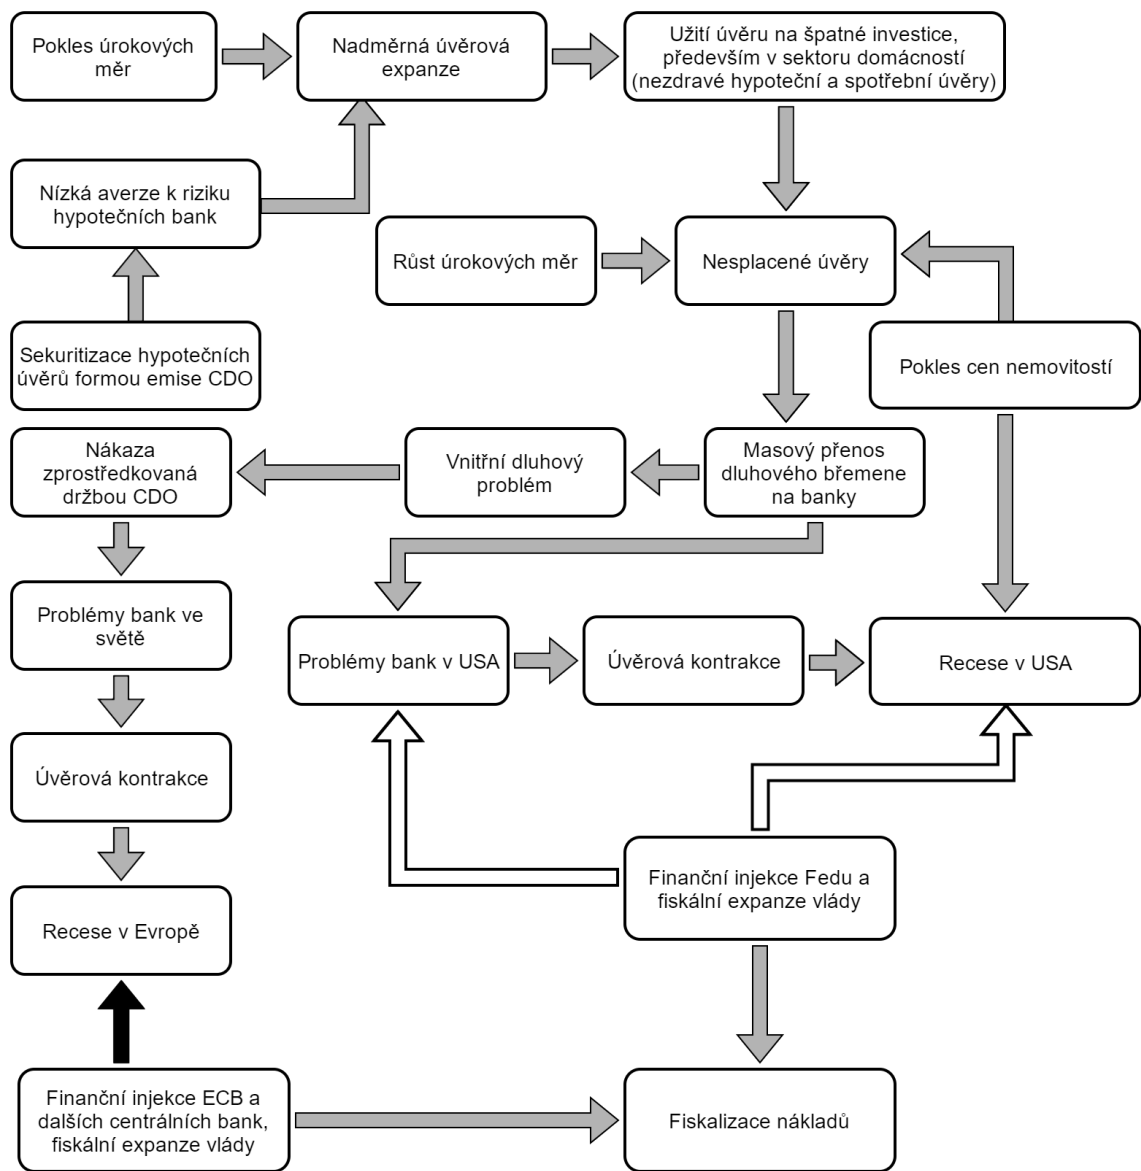 Pokles úrokových
měr
Nadměrná úvěrová
expanze
Užití úvěru na špatné investice,
především v sektoru domácností
(nezdravé hypoteční a spotřební úvěry)
Nízká averze k riziku
hypotečních bank
Růst úrokových měr
Nesplacené úvěry
Sekuritizace hypotečních
úvěrů formou emise CDO
Pokles cen nemovitostí
Nákaza
zprostředkovaná
držbou CDO
Vnitřní dluhový
problém
Masový přenos
dluhového břemene
na banky
Problémy bank ve
světě
Problémy bank v USA
Úvěrová kontrakce
Recese v USA
Úvěrová kontrakce
Finanční injekce Fedu a
fiskální expanze vlády
Recese v Evropě
Finanční injekce ECB a
dalších centrálních bank,
fiskální expanze vlády
Fiskalizace nákladů